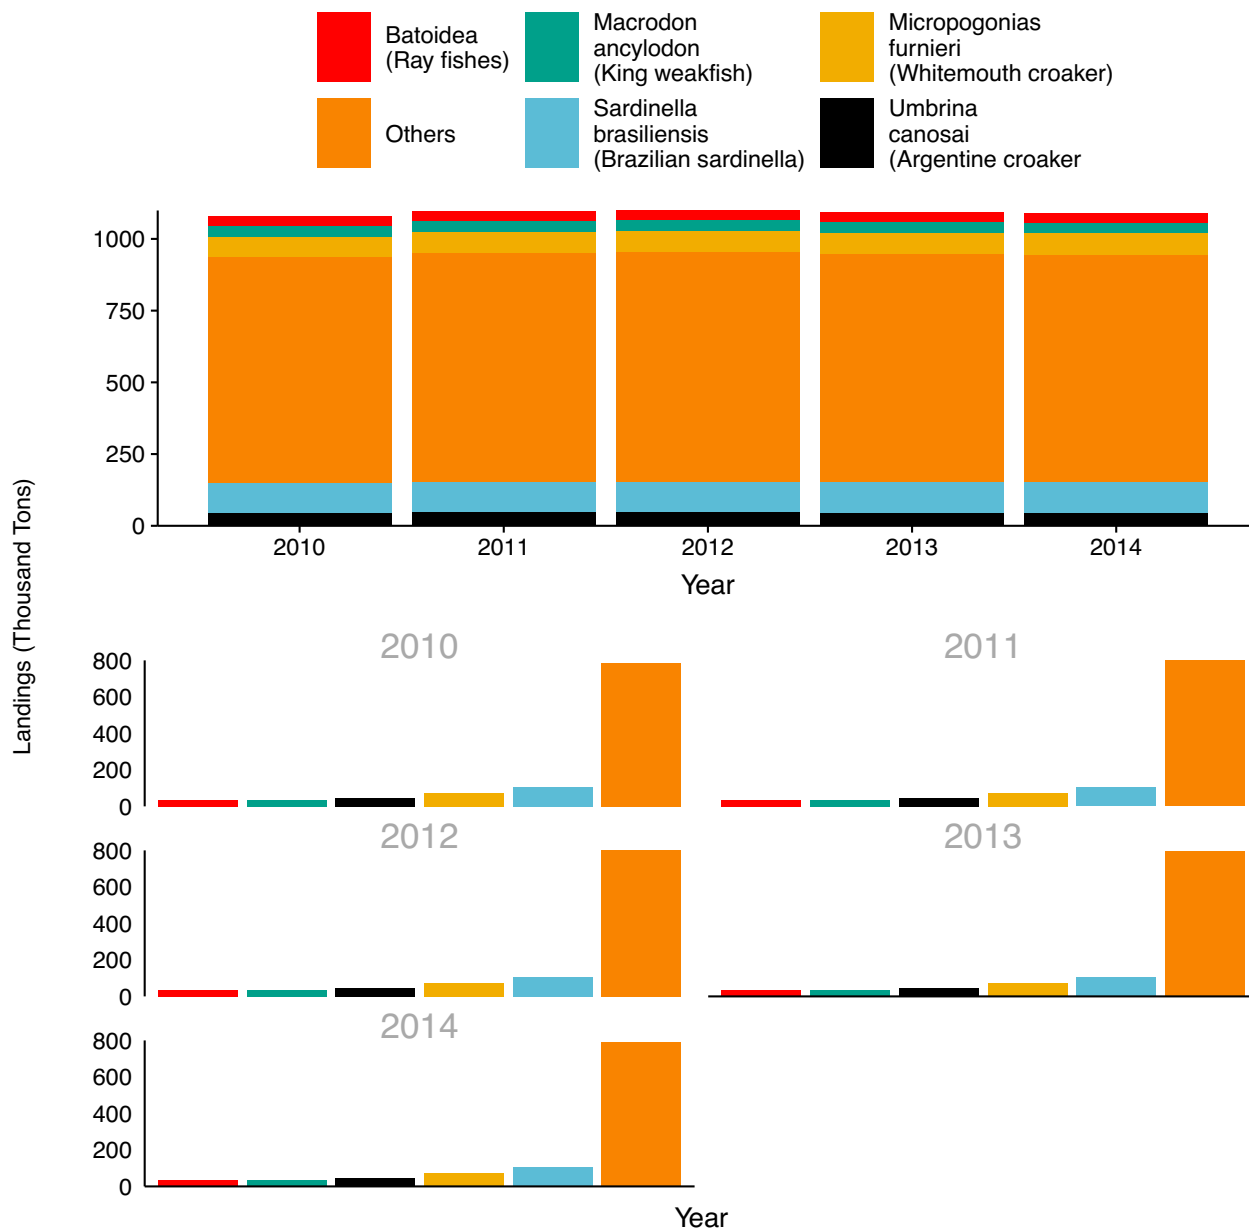 Batoidea
(Ray fishes)
Macrodon
ancylodon
(King weakfish)
Micropogonias
furnieri
(Whitemouth croaker)
Others
Sardinella
brasiliensis
(Brazilian sardinella)
Umbrina
canosai
(Argentine croaker
Landings (Thousand Tons)
1000
750
500
250
0
2010
2011
2012
2013
2014
Year
2010
2011
800
600
400
200
0
2012
2013
800
600
400
200
0
2014
800
600
400
200
0
Year